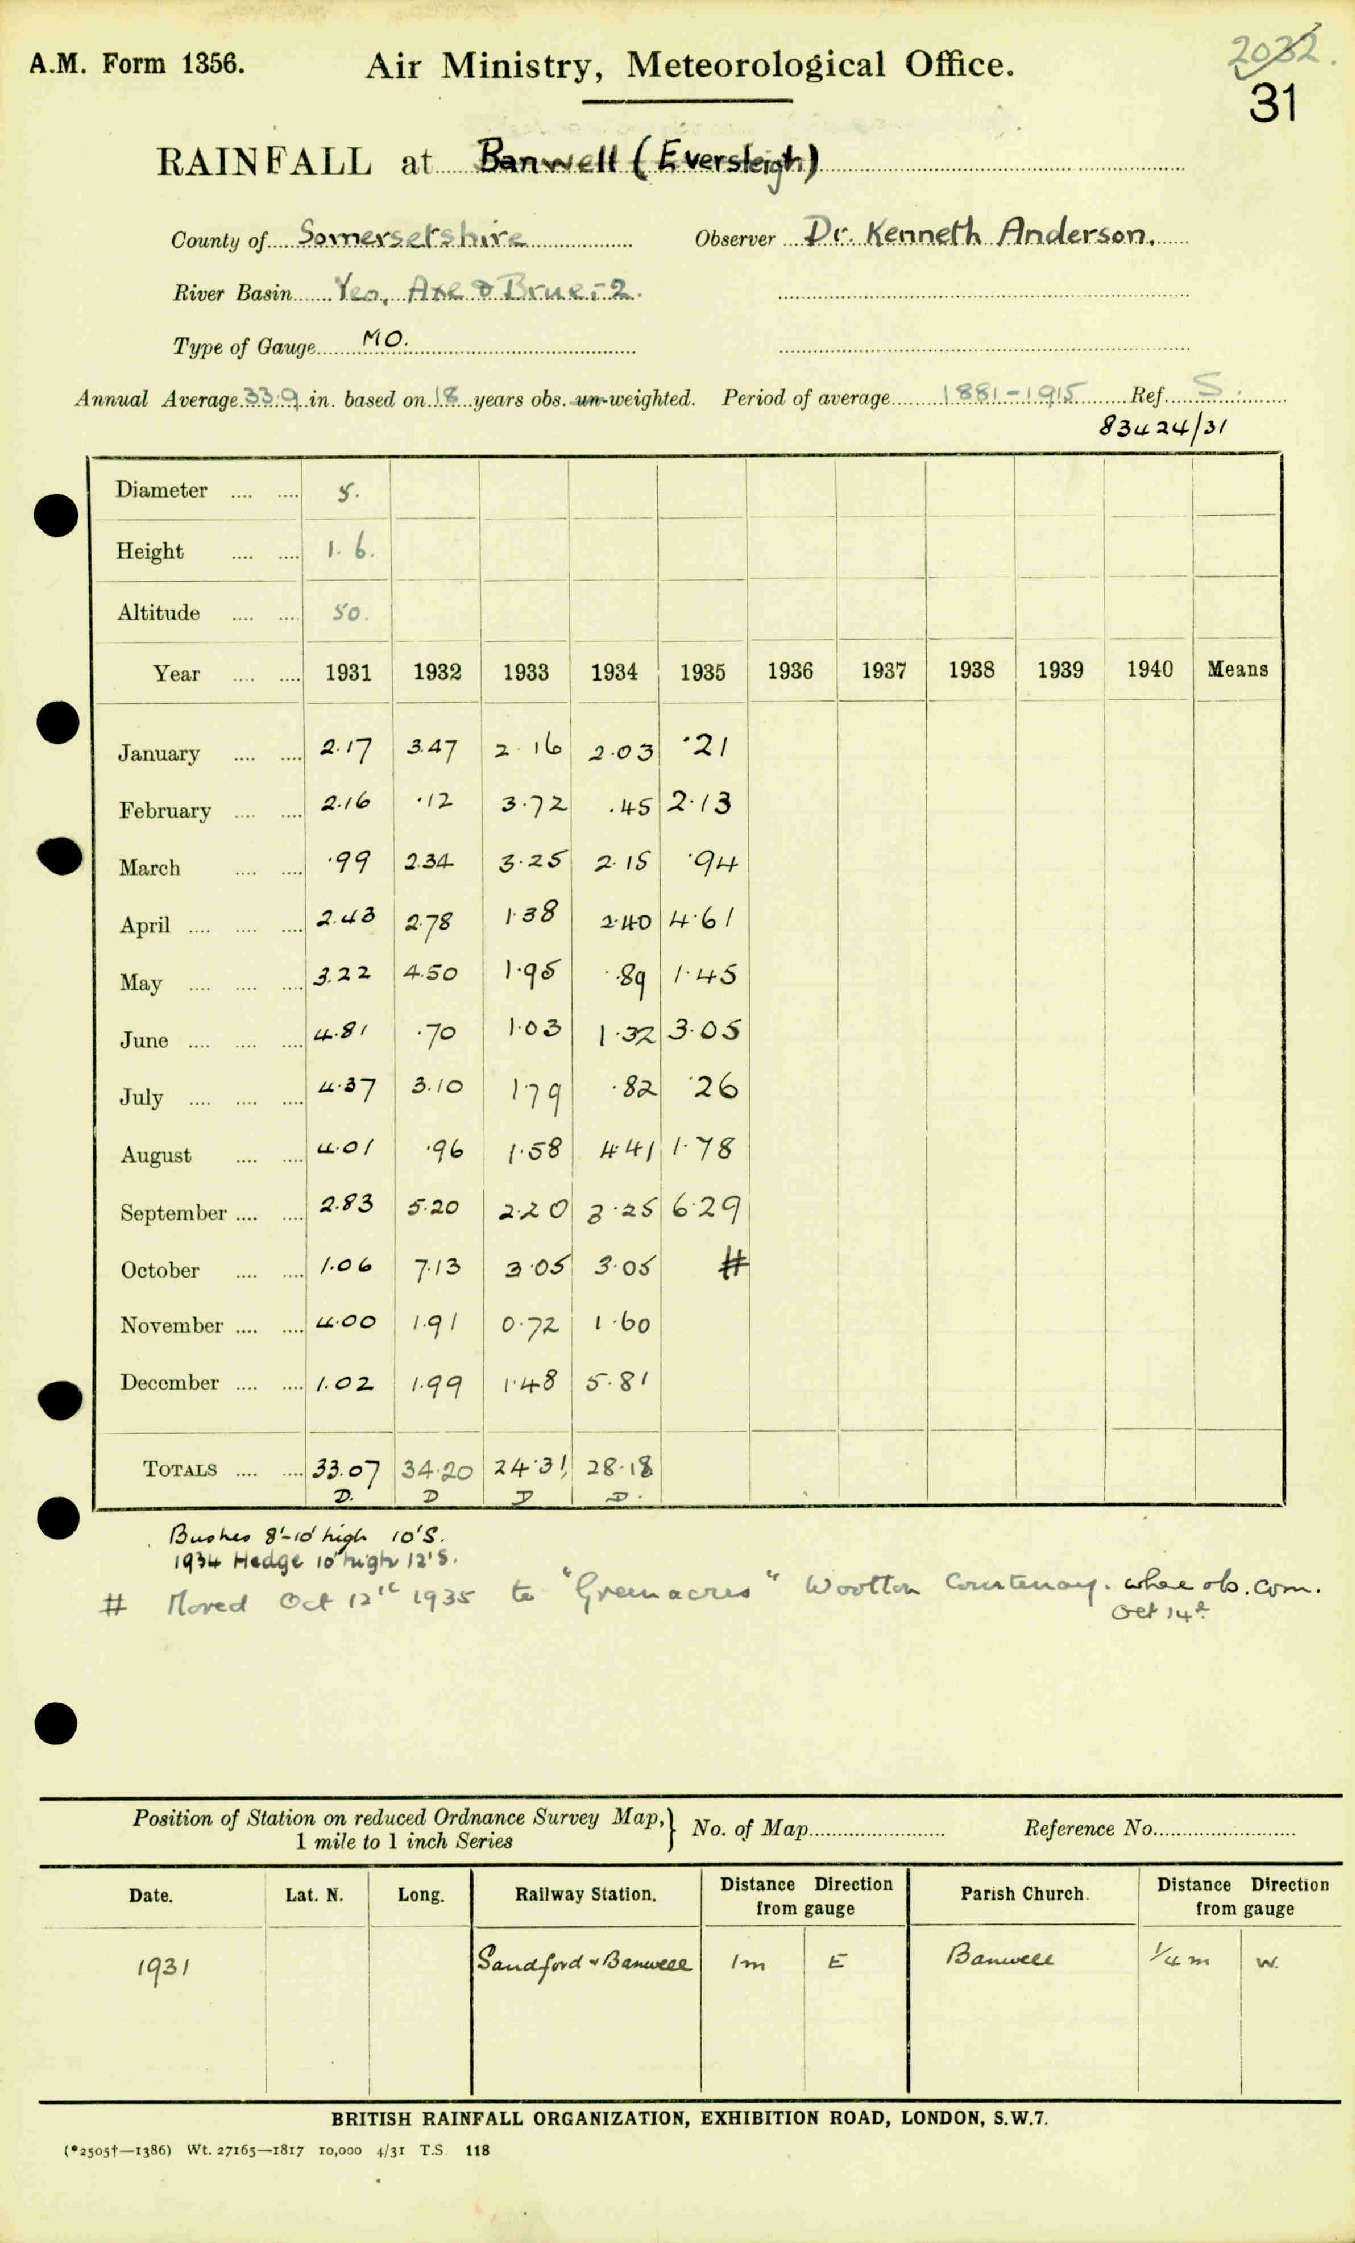 A.M. Form 1356. Air Ministry, Meteorological Office. 2032.
31
RAINFALL at Banwell (Eversleigh)
County of Somersetshire Observer Dr. Kenneth Anderson.
River Basin Yeo, Axe & Brue:-2.
Type of Gauge MO.
Annual Average 33.9 in. based on 18 years obs. un-weighted. Period of average 1881-1915 Ref. S.
83424/31
Diameter .... .... 5.
Height .... .... 1. 6.
Altitude .... .... 50.
Year .... .... 1931 1932 1933 1934 1935 1936 1937 1938 1939 1940 Means
January .... .... 2.17 3.47 2.16 2.03 .21
February .... .... 2.16 .12 3.72 .45 2.13
March .... .... .99 2.34 3.25 2.15 .94
April .... .... .... 2.43 2.78 1.38 2.40 4.61
May .... .... .... 3.22 4.50 1.95 .89 1.45
June .... .... .... 4.81 .70 1.03 1.32 3.05
July .... .... .... 4.37 3.10 1.79 .82 .26
August .... .... 4.01 .96 1.58 4.41 1.78
September .... .... 2.83 5.20 2.20 3.25 6.29
October .... .... 1.06 7.13 3.05 3.05 #
November .... .... 4.00 1.91 0.72 1.60
December .... .... 1.02 1.99 1.48 5.81
TOTALS .... .... 33.07 34.20 24.31 28.18
D. D D D.
Bushes 8'-10' high 10'S.
1934 Hedge 10' high 12'S.
# Moved Oct 12th 1935 to "Greenacres" Wootton Courtenay. where ob. com.
Oct 14th
Position of Station on reduced Ordnance Survey Map, } No. of Map Reference No.
1 mile to 1 inch Series
Date. Lat. N. Long. Railway Station. Distance Direction from gauge Parish Church. Distance Direction from gauge
1931 Sandford & Banwell 1m E Banwell 1/4 m W.
BRITISH RAINFALL ORGANIZATION, EXHIBITION ROAD, LONDON, S.W.7.
(*2505†—1386) Wt. 27165—1817 10,000 4/31 T.S. 118